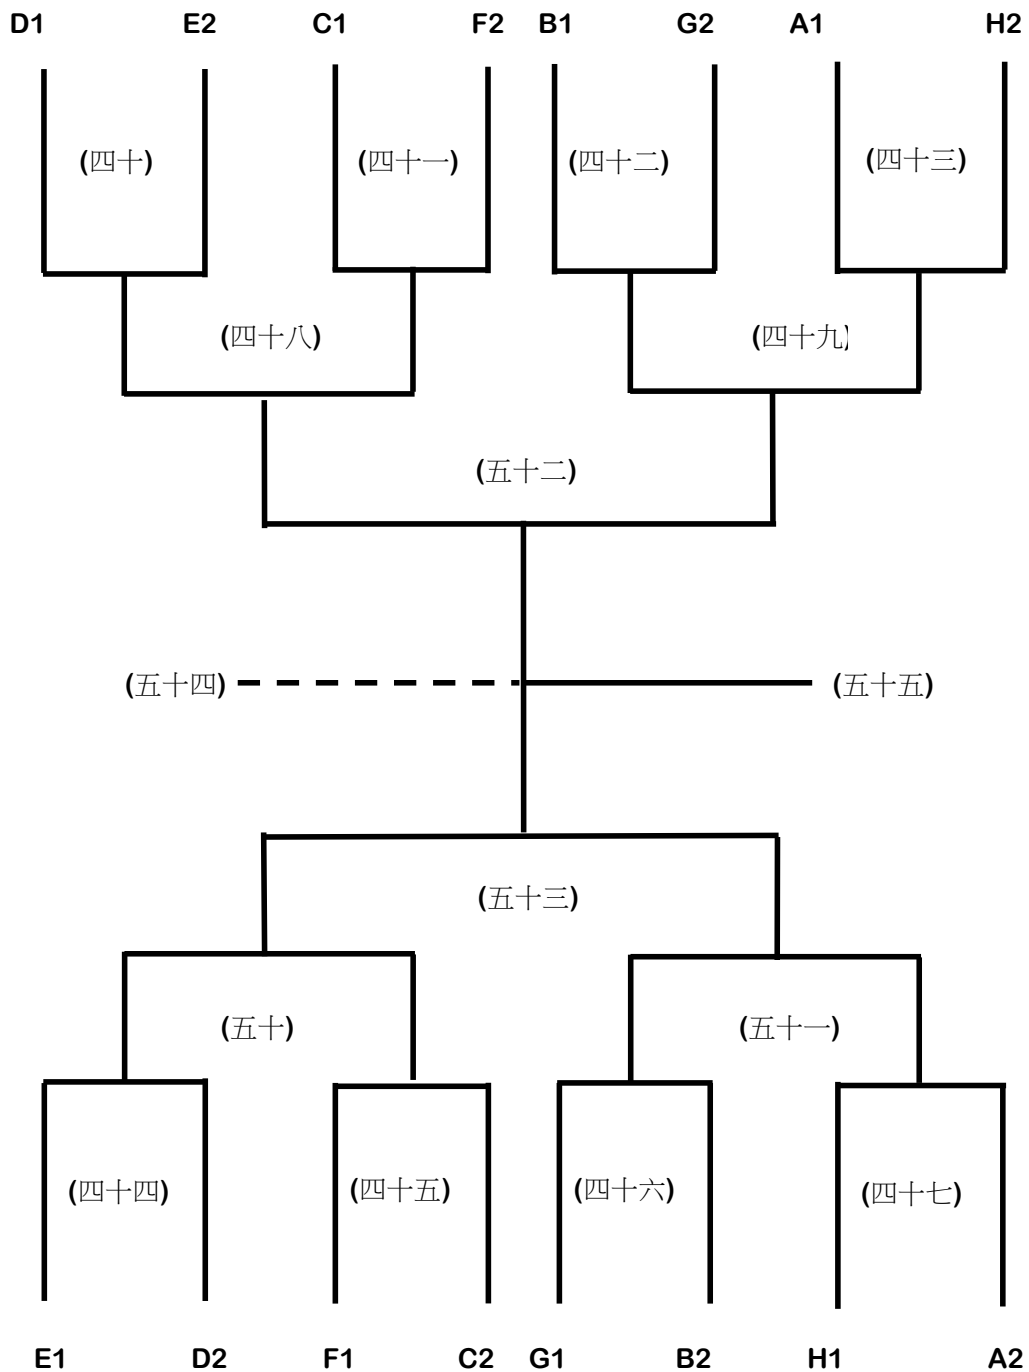 D1 E2 C1 F2 B1 G2 A1 H2
(四十) (四十一) (四十二) (四十三)
(四十八) (四十九)
(五十二)
(五十四) (五十五)
(五十三)
(五十) (五十一)
(四十四) (四十五) (四十六) (四十七)
E1 D2 F1 C2 G1 B2 H1 A2